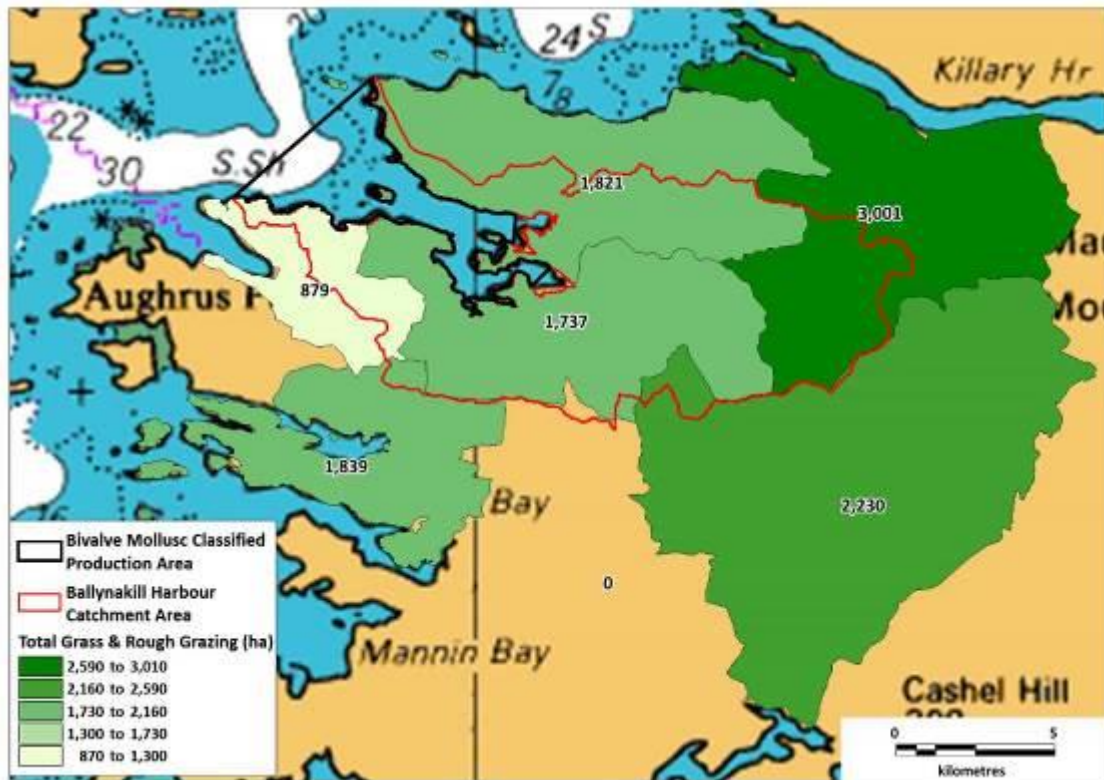 24 S
7
8
Killary Hr
22
30
S.Sh
1,821
3,001
Mau
879
Aughrus P
1,737
Mou
1,839
2,230
Bay
0
Mannin Bay
Cashel Hill
Bivalve Mollusc Classified
Production Area
Ballynakill Harbour
Catchment Area
Total Grass & Rough Grazing (ha)
2,590 to 3,010
2,160 to 2,590
1,730 to 2,160
1,300 to 1,730
870 to 1,300
0 5
kilometres